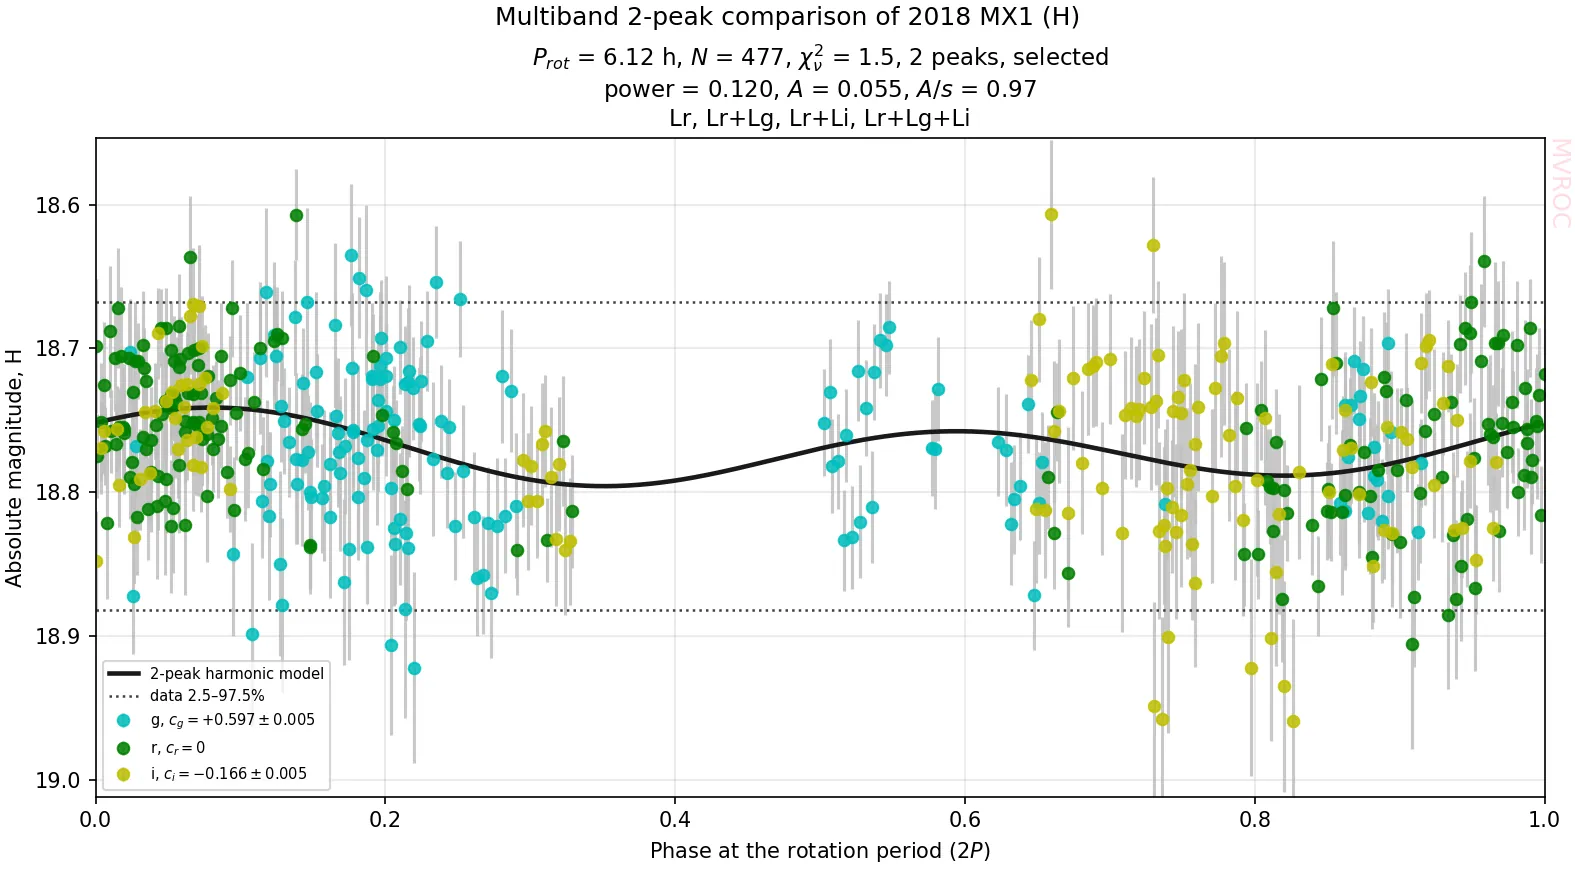 Multiband 2-peak comparison of 2018 MX1 (H)
P_rot = 6.12 h, N = 477, χ²_ν = 1.5, 2 peaks, selected
power = 0.120, A = 0.055, A/s = 0.97
Lr, Lr+Lg, Lr+Li, Lr+Lg+Li
MVROC
Absolute magnitude, H
18.6
18.7
18.8
18.9
19.0
2-peak harmonic model
data 2.5–97.5%
g, c_g = +0.597 ± 0.005
r, c_r = 0
i, c_i = −0.166 ± 0.005
0.0 0.2 0.4 0.6 0.8 1.0
Phase at the rotation period (2P)